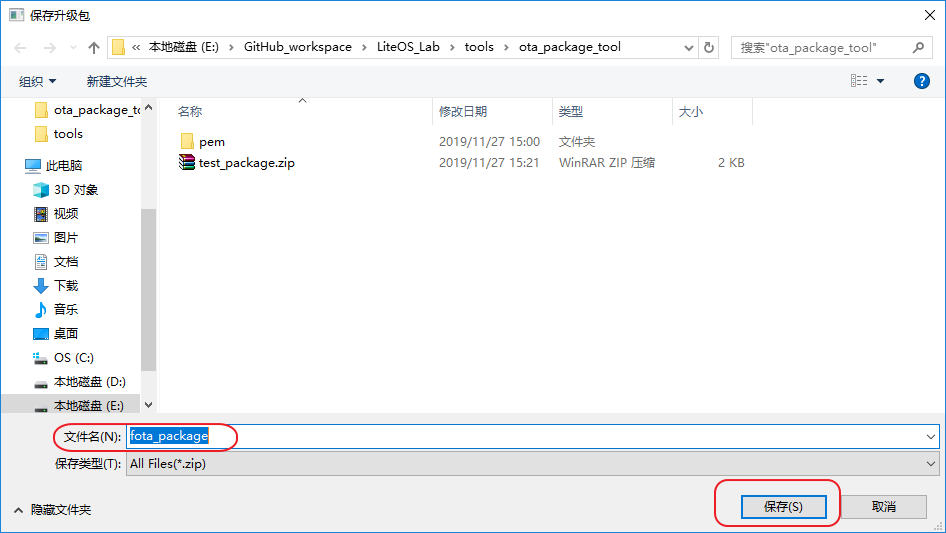 保存升级包
« 本地磁盘 (E:) › GitHub_workspace › LiteOS_Lab › tools › ota_package_tool
搜索"ota_package_tool"
组织 新建文件夹
名称 修改日期 类型 大小
pem 2019/11/27 15:00 文件夹
test_package.zip 2019/11/27 15:21 WinRAR ZIP 压缩 2 KB
ota_package_to
tools
此电脑
3D 对象
视频
图片
文档
下载
音乐
桌面
OS (C:)
本地磁盘 (D:)
本地磁盘 (E:)
文件名(N): fota_package
保存类型(T): All Files(*.zip)
隐藏文件夹
保存(S) 取消